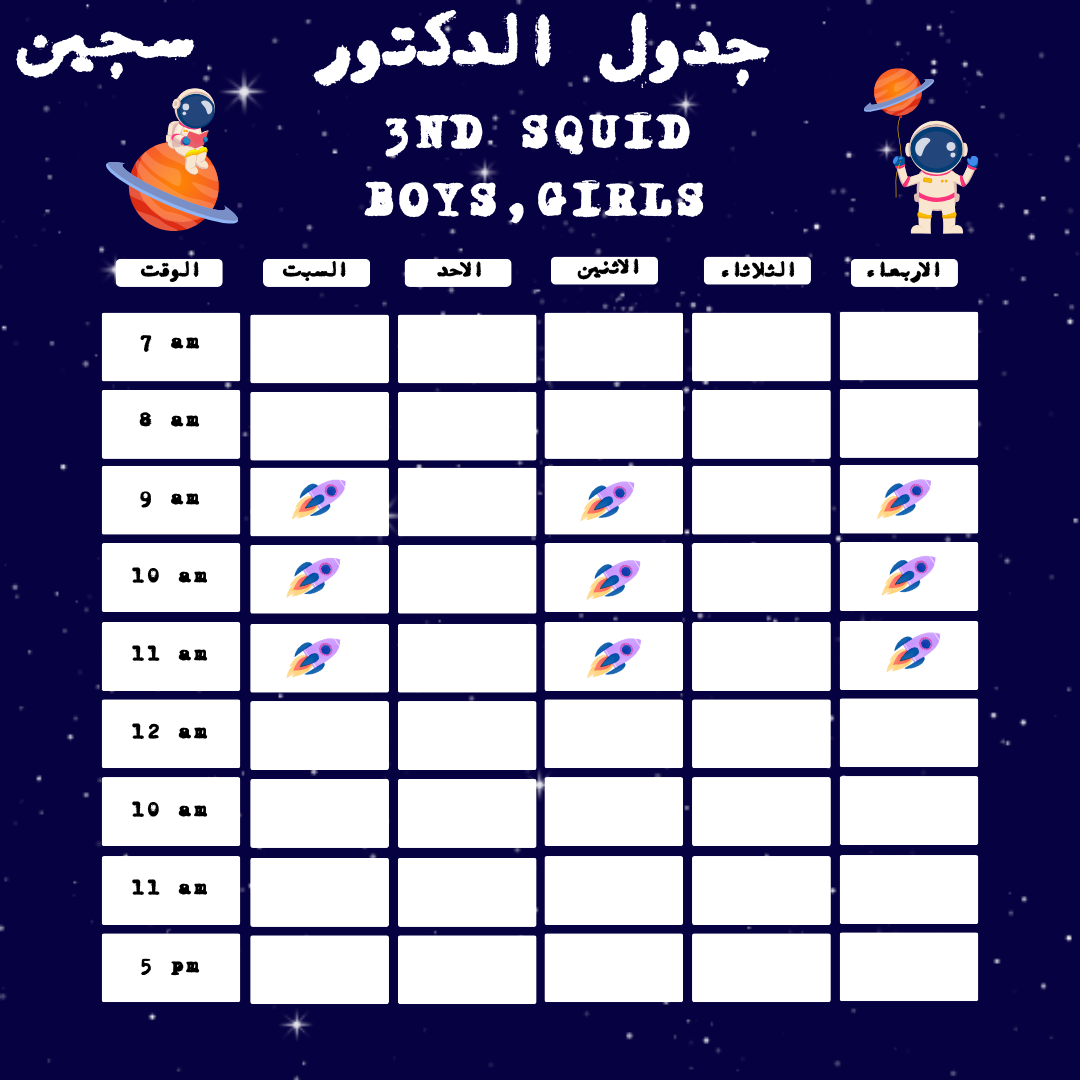 جدول الدكتور سجين
3ND SQUID
BOYS,GIRLS
الوقت السبت الاحد الاثنين الثلاثاء الاربعاء
7 am
8 am
9 am
10 am
11 am
12 am
10 am
11 am
5 pm